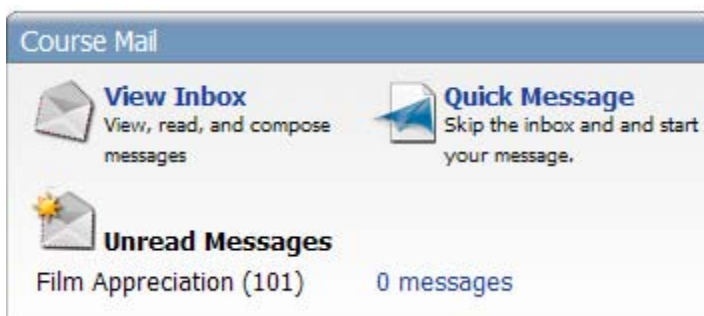 Course Mail
View Inbox
View, read, and compose
messages
Quick Message
Skip the inbox and and start
your message.
Unread Messages
Film Appreciation (101)
0 messages